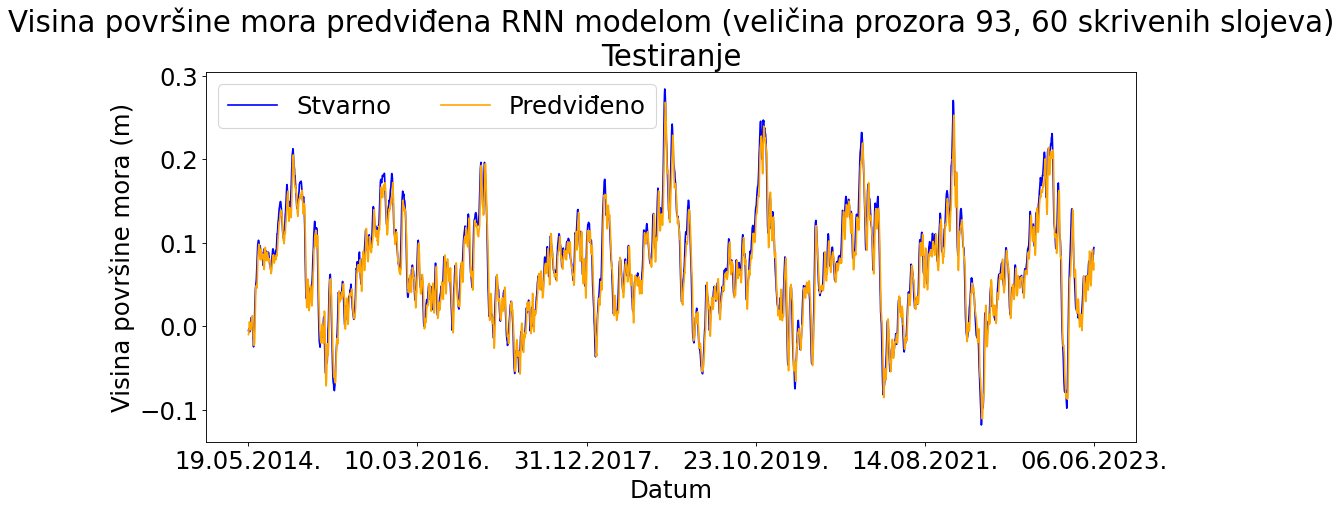 Visina površine mora predviđena RNN modelom (veličina prozora 93, 60 skrivenih slojeva)
Testiranje
Stvarno Predviđeno
Visina površine mora (m)
0.3
0.2
0.1
0.0
−0.1
19.05.2014. 10.03.2016. 31.12.2017. 23.10.2019. 14.08.2021. 06.06.2023.
Datum